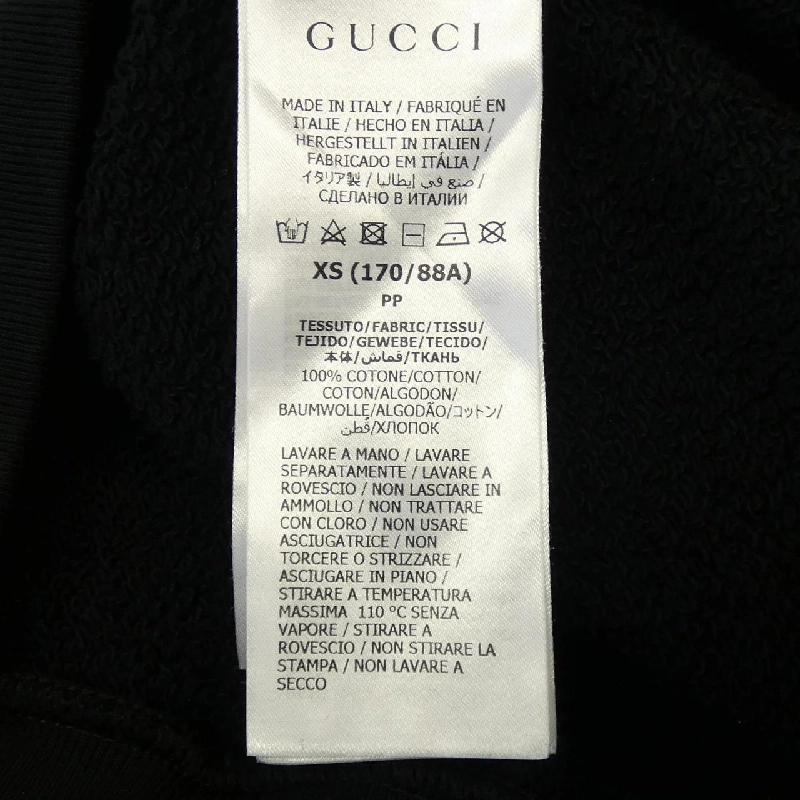 GUCCI
MADE IN ITALY / FABRIQUÉ EN
ITALIE / HECHO EN ITALIA /
HERGESTELLT IN ITALIEN /
FABRICADO EM ITÁLIA /
イタリア製 / صنع في إيطاليا /
СДЕЛАНО В ИТАЛИИ
XS (170/88A)
PP
TESSUTO/FABRIC/TISSU/
TEJIDO/GEWEBE/TECIDO/
本体/قماش/ТКАНЬ
100% COTONE/COTTON/
COTON/ALGODON/
BAUMWOLLE/ALGODÃO/コットン/
قُطن/ХЛОПОК
LAVARE A MANO / LAVARE
SEPARATAMENTE / LAVARE A
ROVESCIO / NON LASCIARE IN
AMMOLLO / NON TRATTARE
CON CLORO / NON USARE
ASCIUGATRICE / NON
TORCERE O STRIZZARE /
ASCIUGARE IN PIANO /
STIRARE A TEMPERATURA
MASSIMA 110 °C SENZA
VAPORE / STIRARE A
ROVESCIO / NON STIRARE LA
STAMPA / NON LAVARE A
SECCO